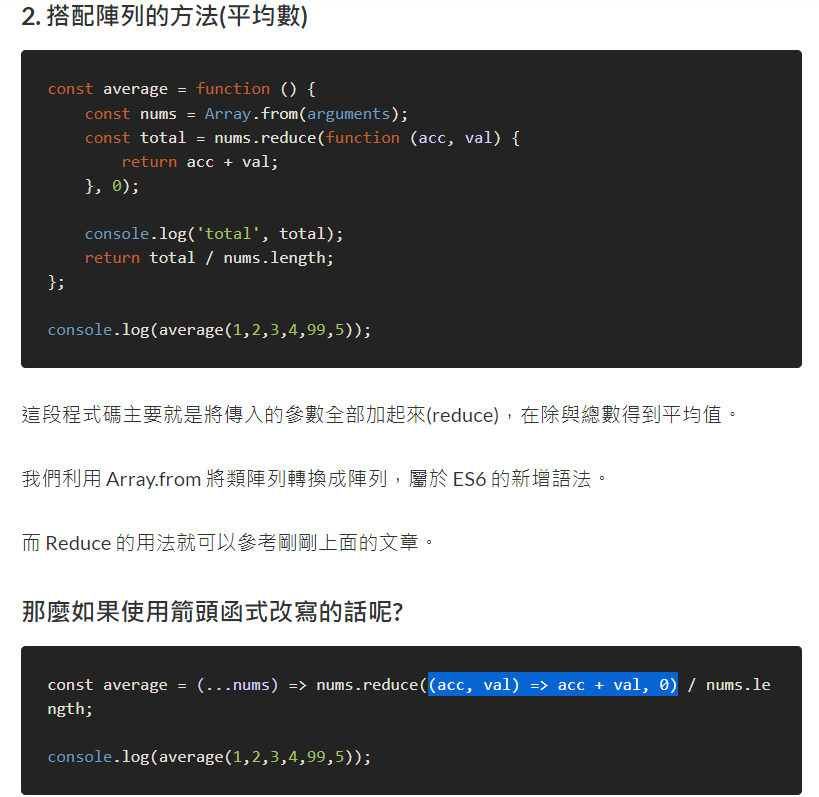 2. 搭配陣列的方法(平均數)
const average = function () {
    const nums = Array.from(arguments);
    const total = nums.reduce(function (acc, val) {
        return acc + val;
    }, 0);
    console.log('total', total);
    return total / nums.length;
};
console.log(average(1,2,3,4,99,5));
這段程式碼主要就是將傳入的參數全部加起來(reduce)，在除與總數得到平均值。
我們利用 Array.from 將類陣列轉換成陣列，屬於 ES6 的新增語法。
而 Reduce 的用法就可以參考剛剛上面的文章。
那麼如果使用箭頭函式改寫的話呢?
const average = (...nums) => nums.reduce((acc, val) => acc + val, 0) / nums.le
ngth;
console.log(average(1,2,3,4,99,5));